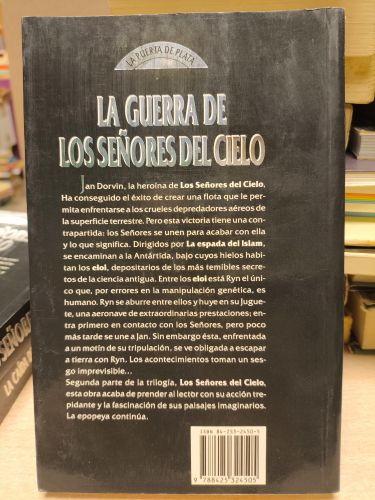 LA PUERTA DE PLATA
LA GUERRA DE
LOS SEÑORES DEL CIELO
Jan Dorvin, la heroína de Los Señores del Cielo,
Ha conseguido el éxito de crear una flota que le per
mita enfrentarse a los crueles depredadores aéreos de
la superficie terrestre. Pero esta victoria tiene una con-
trapartida: los Señores se unen para acabar con ella
y lo que significa. Dirigidos por La espada del Islam,
se encaminan a la Antártida, bajo cuyos hielos habi-
tan los eloi, depositarios de los más temibles secre-
tos de la ciencia antigua. Entre los eloi está Ryn el úni-
co que, por errores en la manipulación genética, es
humano. Ryn se aburre entre ellos y huye en su jugue-
te, una aeronave de extraordinarias prestaciones; en-
tra primero en contacto con los Señores, pero poco
más tarde se une a Jan. Sin embargo ésta, enfrentada
a un motín de su tripulación, se ve obligada a escapar
a tierra con Ryn. Los acontecimientos toman un ses-
go imprevisible...
Segunda parte de la trilogía, Los Señores del Cielo,
esta obra acaba de prender al lector con su acción tre-
pidante y la fascinación de sus paisajes imaginarios.
La epopeya continúa.
ISBN 84-253-2450-5
9 788425 324505